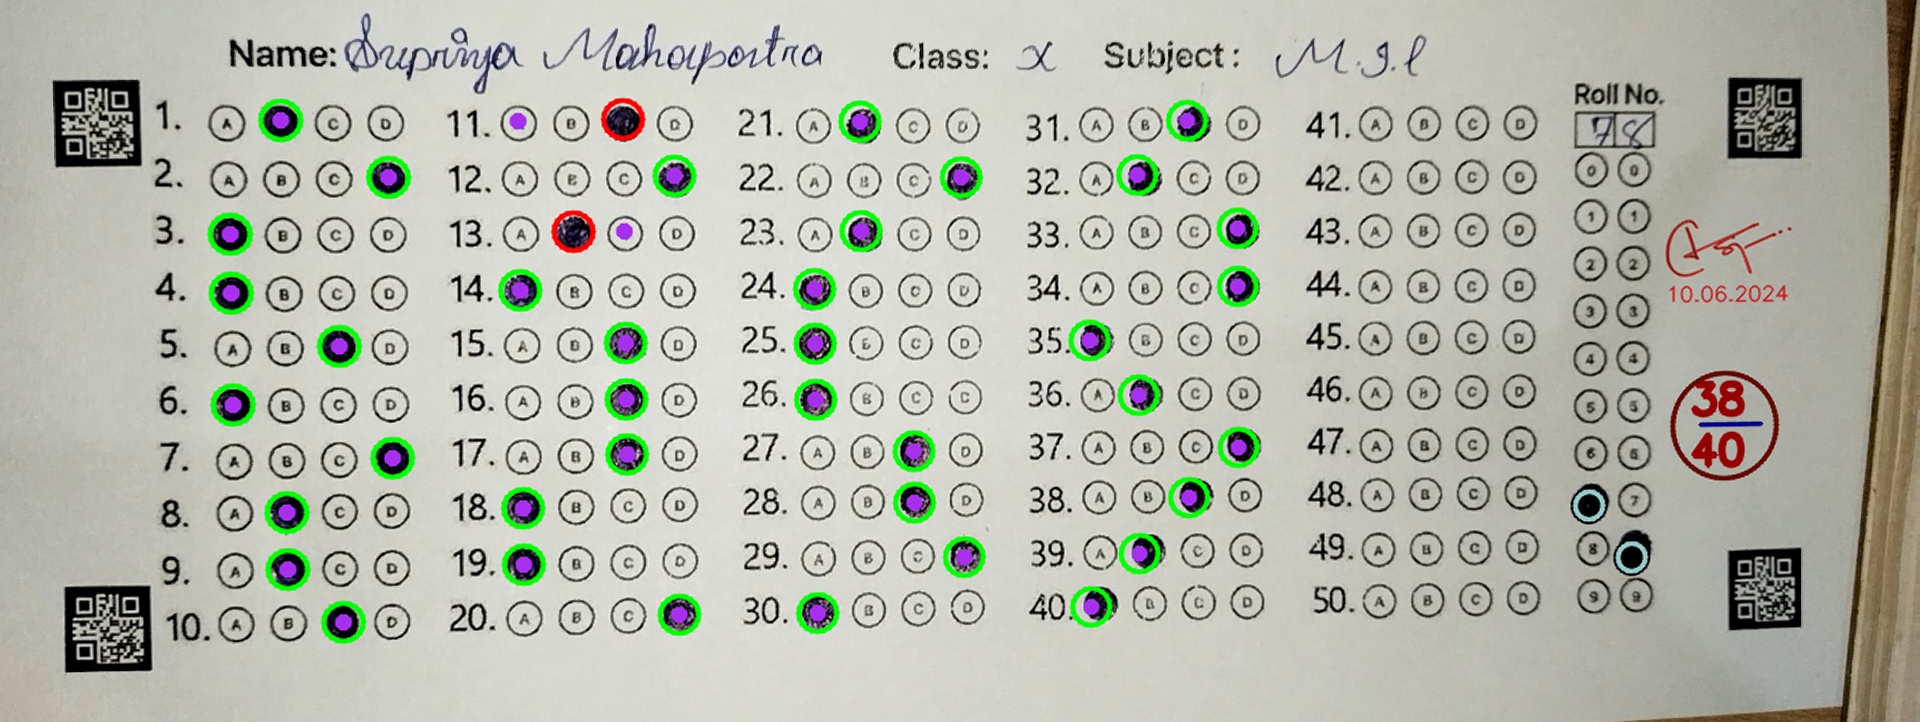 Name: Supriya Mahapatra Class: X Subject: M.I.L
Roll No.
78
1. A B C D 11. A B C D 21. A B C D 31. A B C D 41. A B C D
2. A B C D 12. A B C D 22. A B C D 32. A B C D 42. A B C D 0 0
3. A B C D 13. A B C D 23. A B C D 33. A B C D 43. A B C D 1 1
4. A B C D 14. A B C D 24. A B C D 34. A B C D 44. A B C D 2 2
10.06.2024
5. A B C D 15. A B C D 25. A B C D 35. A B C D 45. A B C D 3 3
6. A B C D 16. A B C D 26. A B C D 36. A B C D 46. A B C D 4 4
38
40
7. A B C D 17. A B C D 27. A B C D 37. A B C D 47. A B C D 5 5
8. A B C D 18. A B C D 28. A B C D 38. A B C D 48. A B C D 6 6
9. A B C D 19. A B C D 29. A B C D 39. A B C D 49. A B C D 7
10. A B C D 20. A B C D 30. A B C D 40. A B C D 50. A B C D 8
9 9